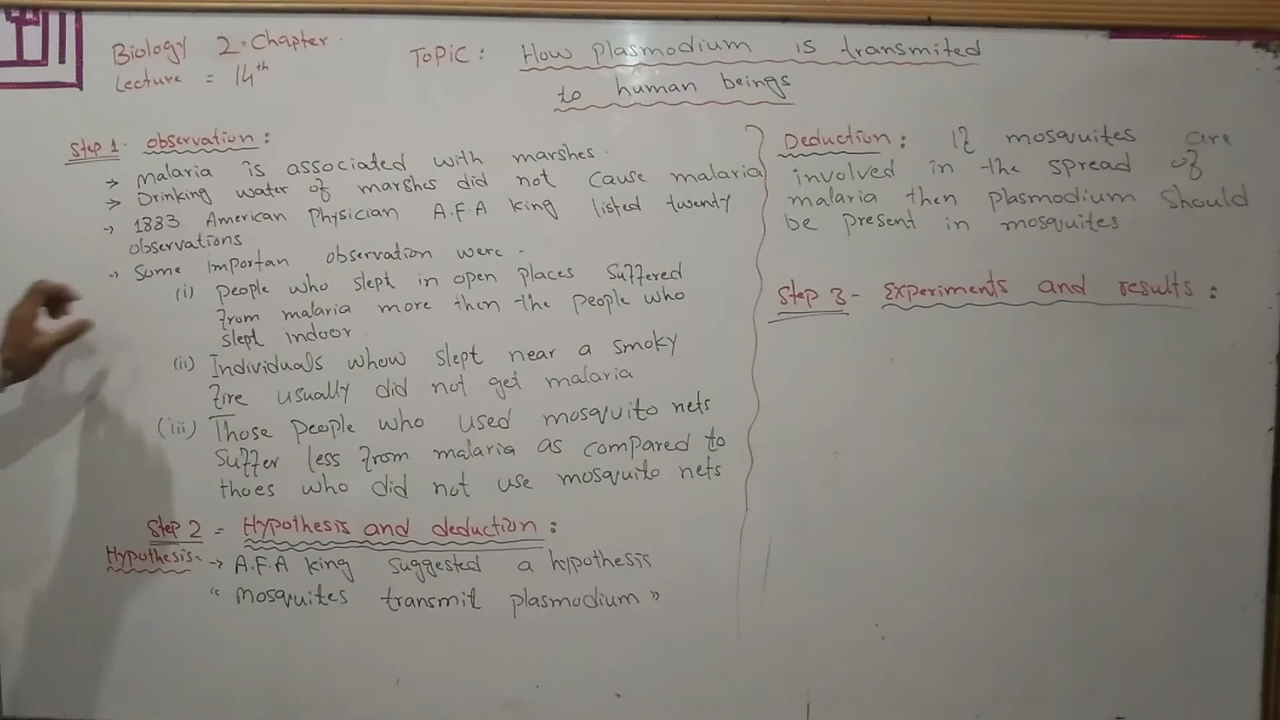 Biology 2.Chapter
Lecture = 14th
Topic: How Plasmodium is transmited
to human beings
Step 1. observation:
→ malaria is associated with marshes.
→ Drinking water of marshes did not cause malaria
→ 1883 American Physician A.F.A King listed twenty
observations
→ Some importan observation were -
(i) people who slept in open places suffered
from malaria more then the people who
slept indoor.
(ii) Individuals whow slept near a smoky
fire usually did not get malaria
(iii) Those people who used mosquito nets
suffer less from malaria as compared to
thoes who did not use mosquito nets
Step 2 - Hypothesis and deduction:
Hypothesis- → A.F.A King suggested a hypothesis
"mosquites transmit plasmodium"
Deduction: If mosquites are
involved in the spread of
malaria then plasmodium should
be present in mosquites.
Step 3- Experiments and results: